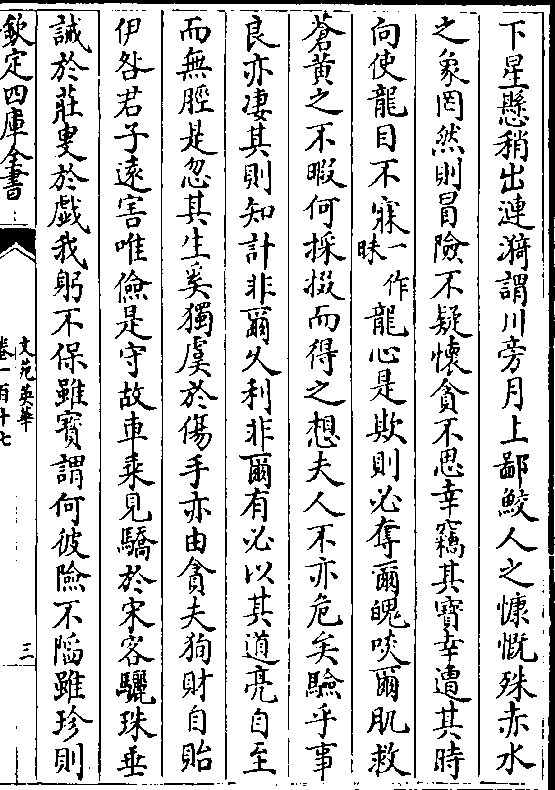 下星懸稍出漣漪謂川旁月上鄙鮫人之慷慨殊赤水
之象罔然則冒險不疑懷貪不思幸竊其寶幸遭其時
向使龍目不寐一作昧龍心是欺則必奪爾魄啖爾肌救
蒼黃之不暇何採掇而得之想夫人不亦危矣驗乎事
良亦凄其則知計非爾久利非爾有必以其道亮自至
而無脛是忽其生奚獨虞於傷手亦由貪夫狥財自貽
伊咎君子遠害唯儉是守故車乘見驕於宋客驪珠垂
誡於莊叟於戲我躬不保雖寳謂何彼險不陷雖珍則
欽定四庫全書
文苑英華
卷一百十七
三